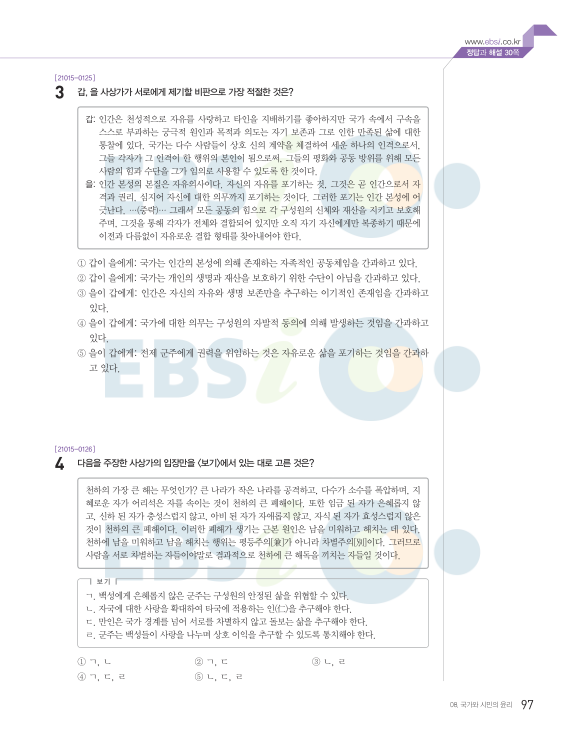 www.ebsi.co.kr
정답과 해설 30쪽
[21015-0125]
3 갑, 을 사상가가 서로에게 제기할 비판으로 가장 적절한 것은?
갑: 인간은 천성적으로 자유를 사랑하고 타인을 지배하기를 좋아하지만 국가 속에서 구속을
스스로 부과하는 궁극적 원인과 목적과 의도는 자기 보존과 그로 인한 만족된 삶에 대한
통찰에 있다. 국가는 다수 사람들이 상호 신의 계약을 체결하여 세운 하나의 인격으로서,
그들 각자가 그 인격이 한 행위의 본인이 됨으로써, 그들의 평화와 공동 방위를 위해 모든
사람의 힘과 수단을 그가 임의로 사용할 수 있도록 한 것이다.
을: 인간 본성의 본질은 자유의사이다. 자신의 자유를 포기하는 것, 그것은 곧 인간으로서 자
격과 권리, 심지어 자신에 대한 의무까지 포기하는 것이다. 그러한 포기는 인간 본성에 어
긋난다. …(중략)… 그래서 모든 공동의 힘으로 각 구성원의 신체와 재산을 지키고 보호해
주며, 그것을 통해 각자가 전체와 결합되어 있지만 오직 자기 자신에게만 복종하기 때문에
이전과 다름없이 자유로운 결합 형태를 찾아내어야 한다.
① 갑이 을에게: 국가는 인간의 본성에 의해 존재하는 자족적인 공동체임을 간과하고 있다.
② 갑이 을에게: 국가는 개인의 생명과 재산을 보호하기 위한 수단이 아님을 간과하고 있다.
③ 을이 갑에게: 인간은 자신의 자유와 생명 보존만을 추구하는 이기적인 존재임을 간과하고
있다.
④ 을이 갑에게: 국가에 대한 의무는 구성원의 자발적 동의에 의해 발생하는 것임을 간과하고
있다.
⑤ 을이 갑에게: 전제 군주에게 권력을 위임하는 것은 자유로운 삶을 포기하는 것임을 간과하
고 있다.
EBSi
[21015-0126]
4 다음을 주장한 사상가의 입장만을 〈보기〉에서 있는 대로 고른 것은?
천하의 가장 큰 해는 무엇인가? 큰 나라가 작은 나라를 공격하고, 다수가 소수를 폭압하며, 지
혜로운 자가 어리석은 자를 속이는 것이 천하의 큰 폐해이다. 또한 임금 된 자가 은혜롭지 않
고, 신하 된 자가 충성스럽지 않고, 아비 된 자가 자애롭지 않고, 자식 된 자가 효성스럽지 않은
것이 천하의 큰 폐해이다. 이러한 폐해가 생기는 근본 원인은 남을 미워하고 해치는 데 있다.
천하에 남을 미워하고 남을 해치는 행위는 평등주의[兼]가 아니라 차별주의[別]이다. 그러므로
사람을 서로 차별하는 자들이야말로 결과적으로 천하에 큰 해독을 끼치는 자들일 것이다.
보기
ㄱ. 백성에게 은혜롭지 않은 군주는 구성원의 안정된 삶을 위협할 수 있다.
ㄴ. 자국에 대한 사랑을 확대하여 타국에 적용하는 인(仁)을 추구해야 한다.
ㄷ. 만인은 국가 경계를 넘어 서로를 차별하지 않고 돌보는 삶을 추구해야 한다.
ㄹ. 군주는 백성들이 사랑을 나누며 상호 이익을 추구할 수 있도록 통치해야 한다.
① ㄱ, ㄴ ② ㄱ, ㄷ ③ ㄴ, ㄹ
④ ㄱ, ㄷ, ㄹ ⑤ ㄴ, ㄷ, ㄹ
08. 국가와 시민의 윤리 97